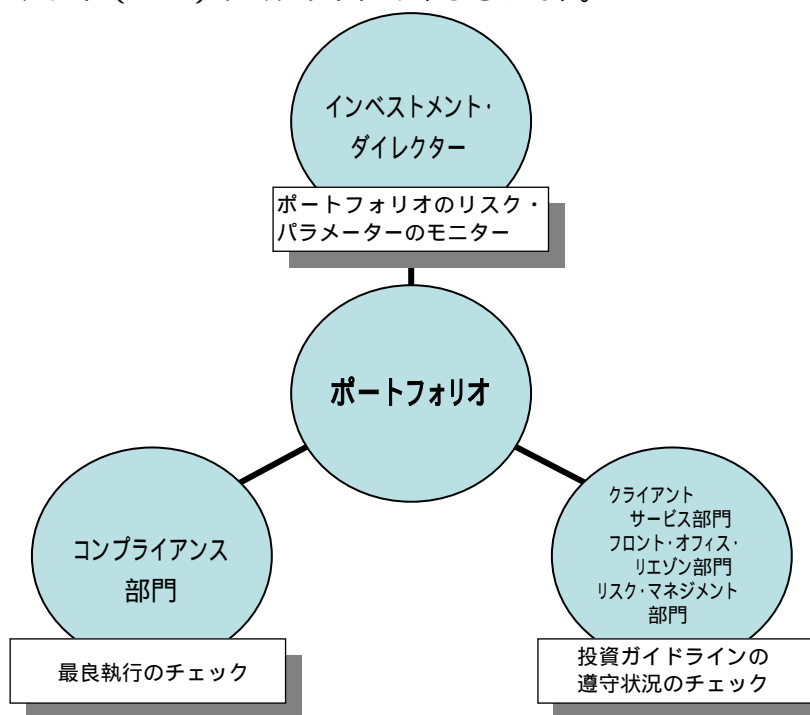 インベストメント・
ダイレクター
ポートフォリオのリスク・
パラメーターのモニター
ポートフォリオ
コンプライアンス
部門
最良執行のチェック
クライアント
サービス部門
フロント・オフィス・
リエゾン部門
リスク・マネジメント
部門
投資ガイドラインの
遵守状況のチェック